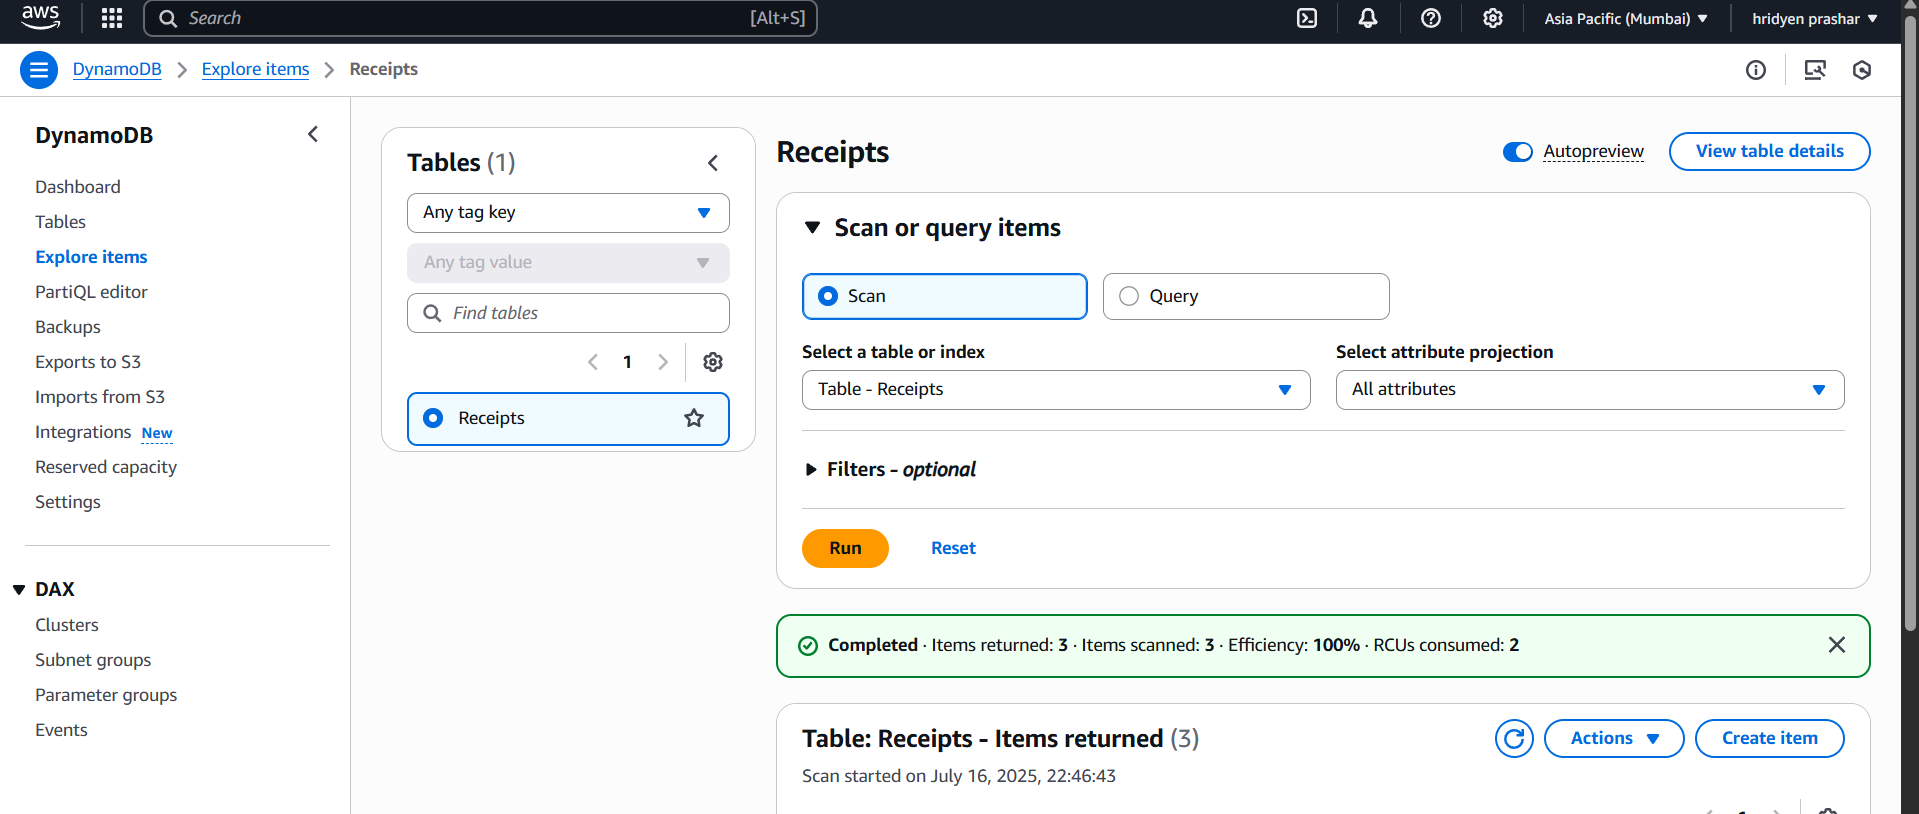 aws
Search [Alt+S]
Asia Pacific (Mumbai)
hridyen prashar
DynamoDB
Explore items
Receipts
DynamoDB
Dashboard
Tables
Explore items
PartiQL editor
Backups
Exports to S3
Imports from S3
Integrations New
Reserved capacity
Settings
DAX
Clusters
Subnet groups
Parameter groups
Events
Tables (1)
Any tag key
Any tag value
Find tables
1
Receipts
Receipts
Autopreview
View table details
Scan or query items
Scan
Query
Select a table or index
Table - Receipts
Select attribute projection
All attributes
Filters - optional
Run
Reset
Completed · Items returned: 3 · Items scanned: 3 · Efficiency: 100% · RCUs consumed: 2
Table: Receipts - Items returned (3)
Scan started on July 16, 2025, 22:46:43
Actions
Create item